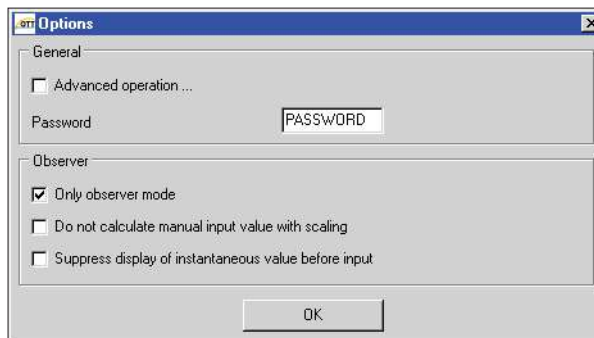 OTT Options
General
Advanced operation ...
Password PASSWORD
Observer
Only observer mode
Do not calculate manual input value with scaling
Suppress display of instantaneous value before input
OK